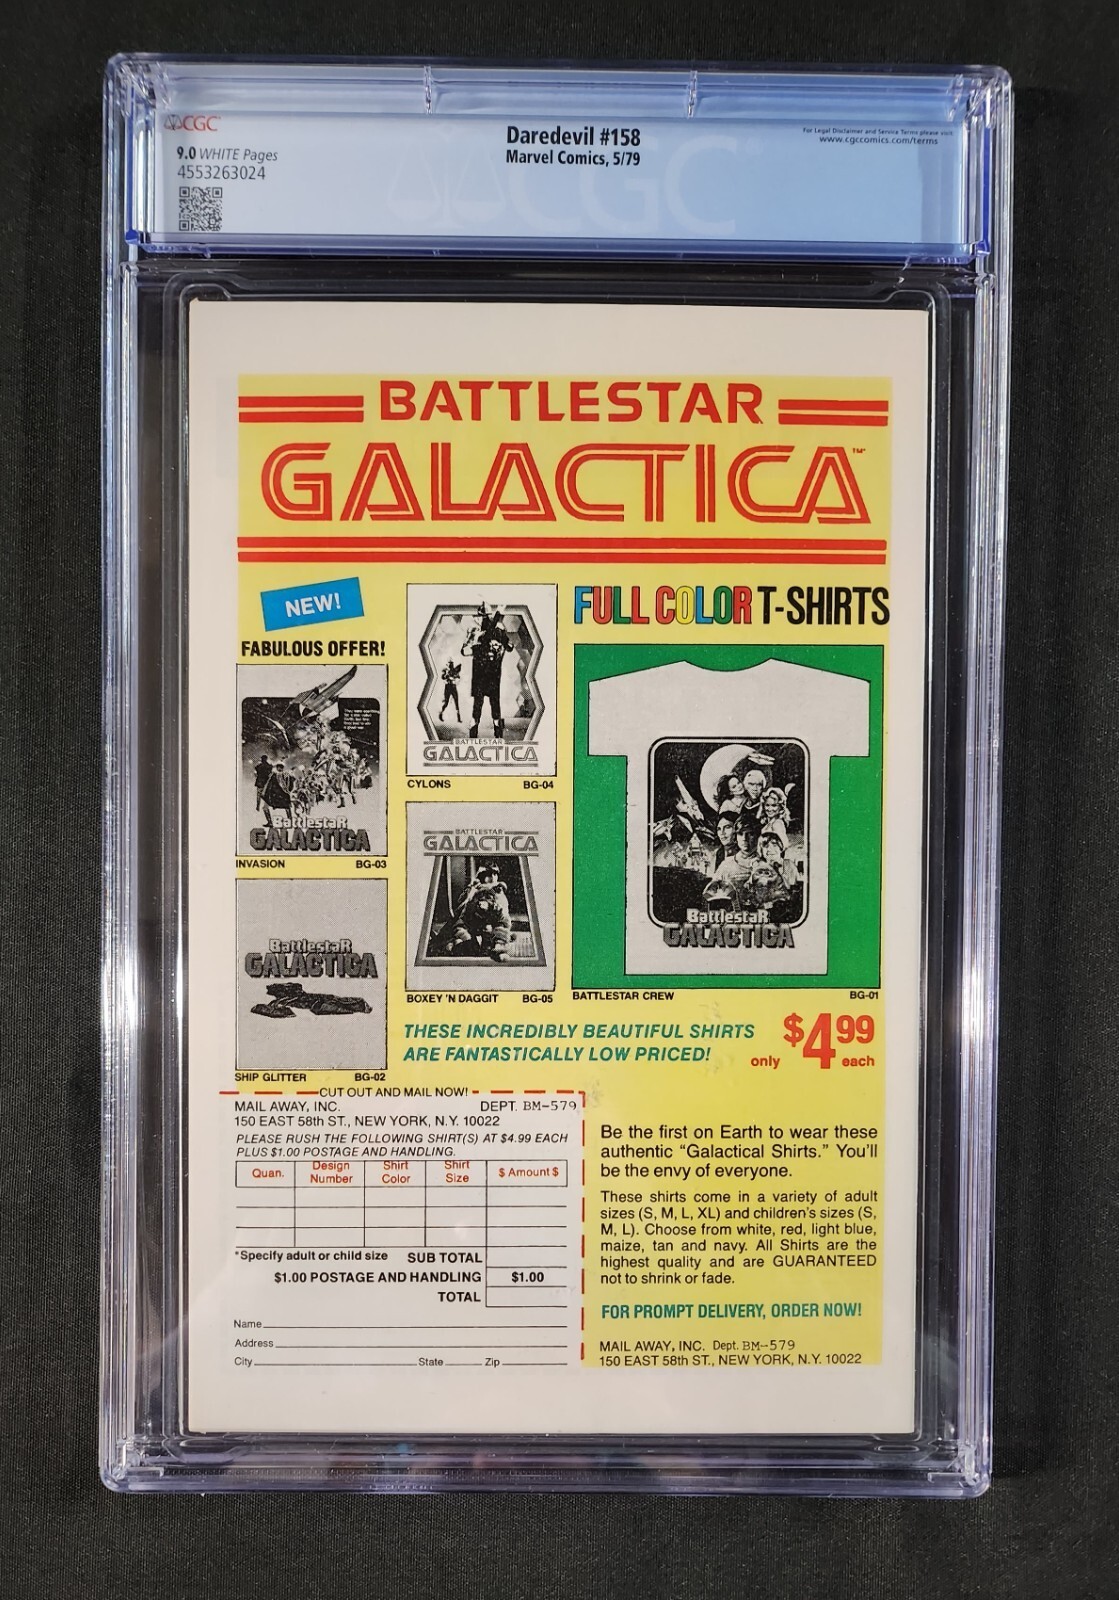 CGC
9.0 WHITE Pages
4553263024
Daredevil #158
Marvel Comics, 5/79
For Legal Disclaimer and Service Terms please visit
www.cgccomics.com/terms
CGC
BATTLESTAR
GALACTICA™
NEW!
FABULOUS OFFER!
FULL COLOR T-SHIRTS
BattlestaR
GALACTICA
INVASION BG-03
BATTLESTAR
GALACTICA
CYLONS BG-04
BattlestaR
GALACTICA
SHIP GLITTER BG-02
BATTLESTAR
GALACTICA
BOXEY 'N DAGGIT BG-05
BattlestaR
GALACTICA
BATTLESTAR CREW BG-01
THESE INCREDIBLY BEAUTIFUL SHIRTS
ARE FANTASTICALLY LOW PRICED!
only $4.99 each
CUT OUT AND MAIL NOW!
MAIL AWAY, INC. DEPT. BM-579
150 EAST 58th ST., NEW YORK, N.Y. 10022
PLEASE RUSH THE FOLLOWING SHIRT(S) AT $4.99 EACH
PLUS $1.00 POSTAGE AND HANDLING.
Quan. Design Number Shirt Color Shirt Size $ Amount $
*Specify adult or child size SUB TOTAL
$1.00 POSTAGE AND HANDLING $1.00
TOTAL
Name
Address
City State Zip
Be the first on Earth to wear these
authentic "Galactical Shirts." You'll
be the envy of everyone.
These shirts come in a variety of adult
sizes (S, M, L, XL) and children's sizes (S,
M, L). Choose from white, red, light blue,
maize, tan and navy. All Shirts are the
highest quality and are GUARANTEED
not to shrink or fade.
FOR PROMPT DELIVERY, ORDER NOW!
MAIL AWAY, INC. Dept. BM-579
150 EAST 58th ST., NEW YORK, N.Y. 10022